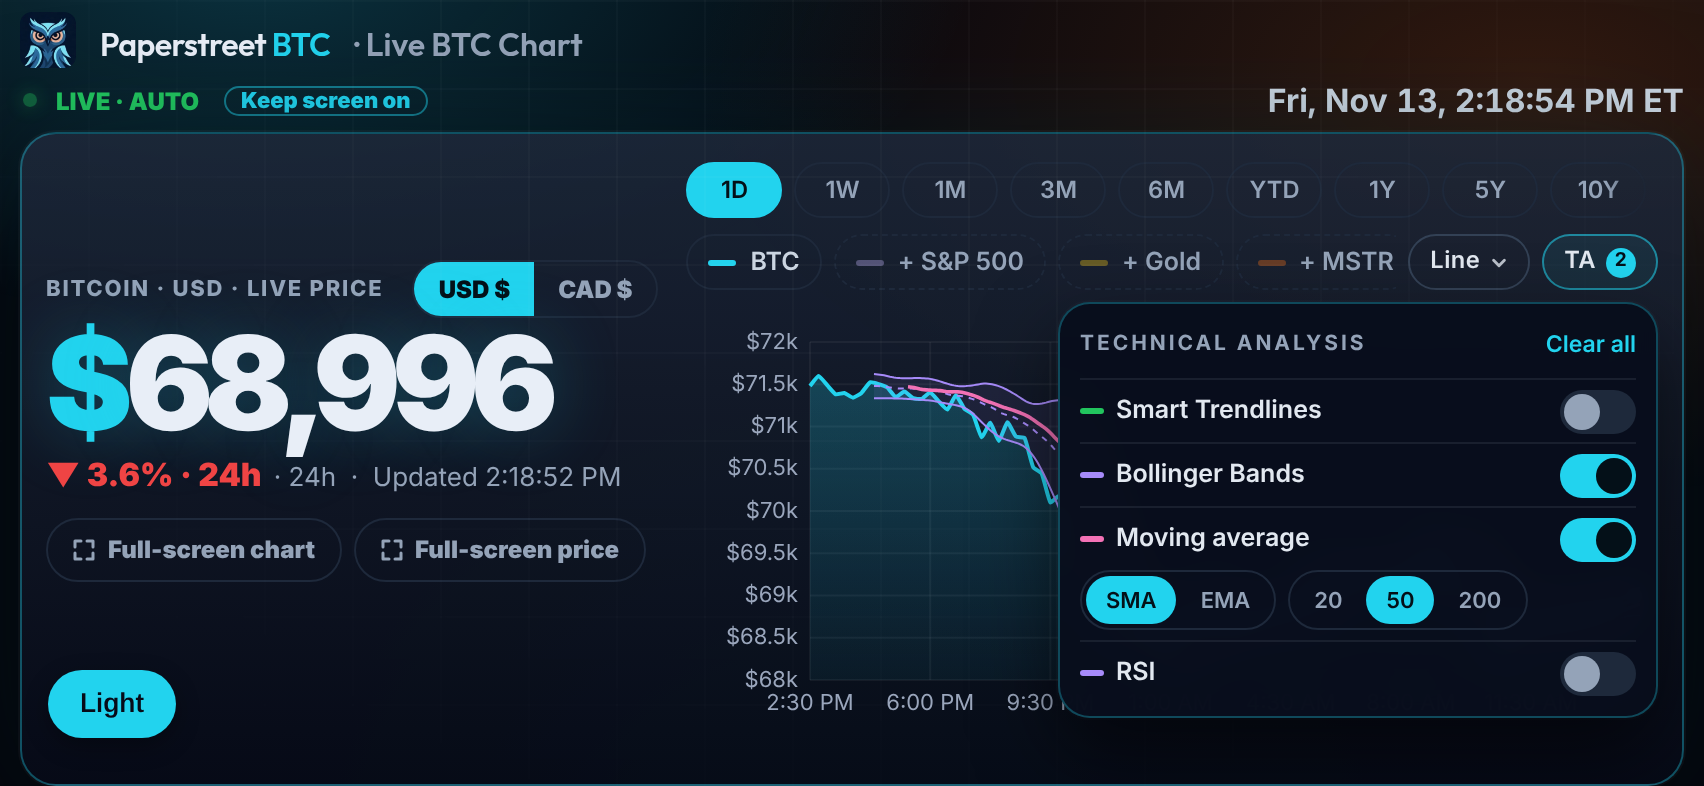 Paperstreet BTC · Live BTC Chart
LIVE · AUTO
Keep screen on
Fri, Nov 13, 2:18:54 PM ET
1D 1W 1M 3M 6M YTD 1Y 5Y 10Y
BTC + S&P 500 + Gold + MSTR Line TA 2
BITCOIN · USD · LIVE PRICE USD $ CAD $
$68,996
▼ 3.6% · 24h · 24h · Updated 2:18:52 PM
Full-screen chart Full-screen price
Light
$72k
$71.5k
$71k
$70.5k
$70k
$69.5k
$69k
$68.5k
$68k
2:30 PM 6:00 PM 9:30
TECHNICAL ANALYSIS Clear all
Smart Trendlines
Bollinger Bands
Moving average
SMA EMA 20 50 200
RSI